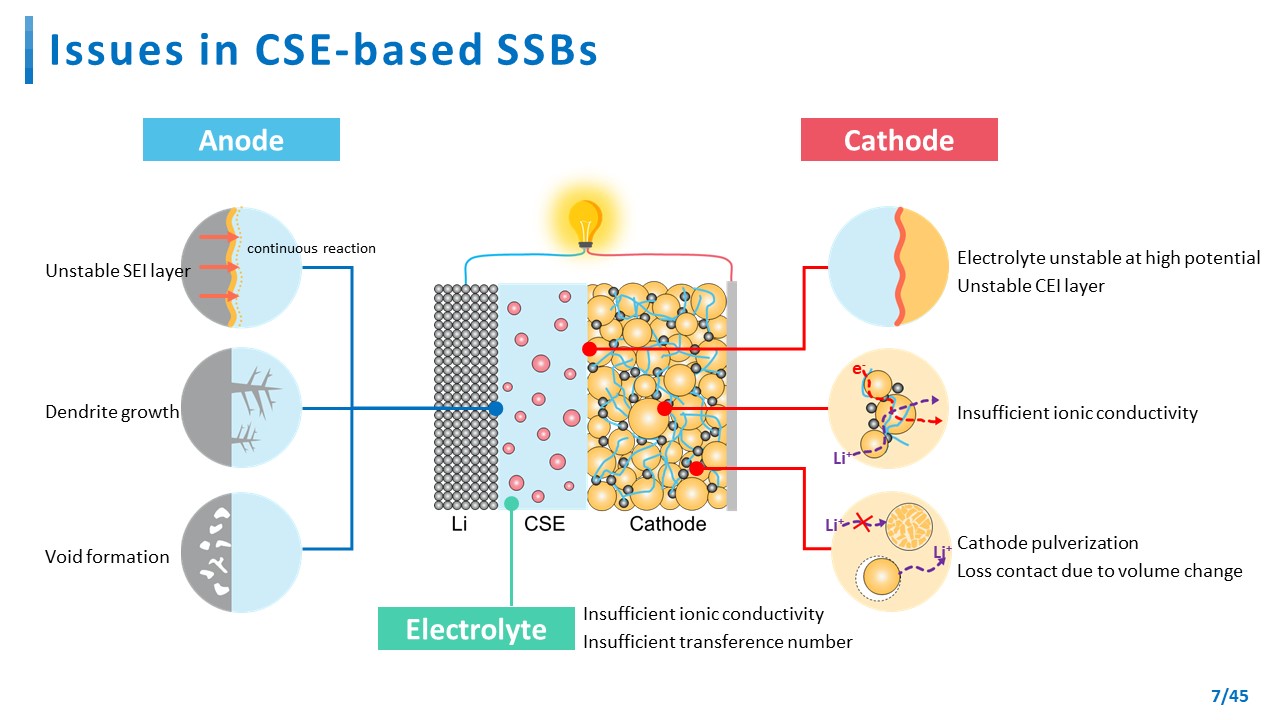 Issues in CSE-based SSBs
Anode
Cathode
continuous reaction
Unstable SEI layer
Dendrite growth
Void formation
Li
CSE
Cathode
Electrolyte unstable at high potential
Unstable CEI layer
e-
Li+
Insufficient ionic conductivity
Li+
Li+
Cathode pulverization
Loss contact due to volume change
Electrolyte
Insufficient ionic conductivity
Insufficient transference number
7/45